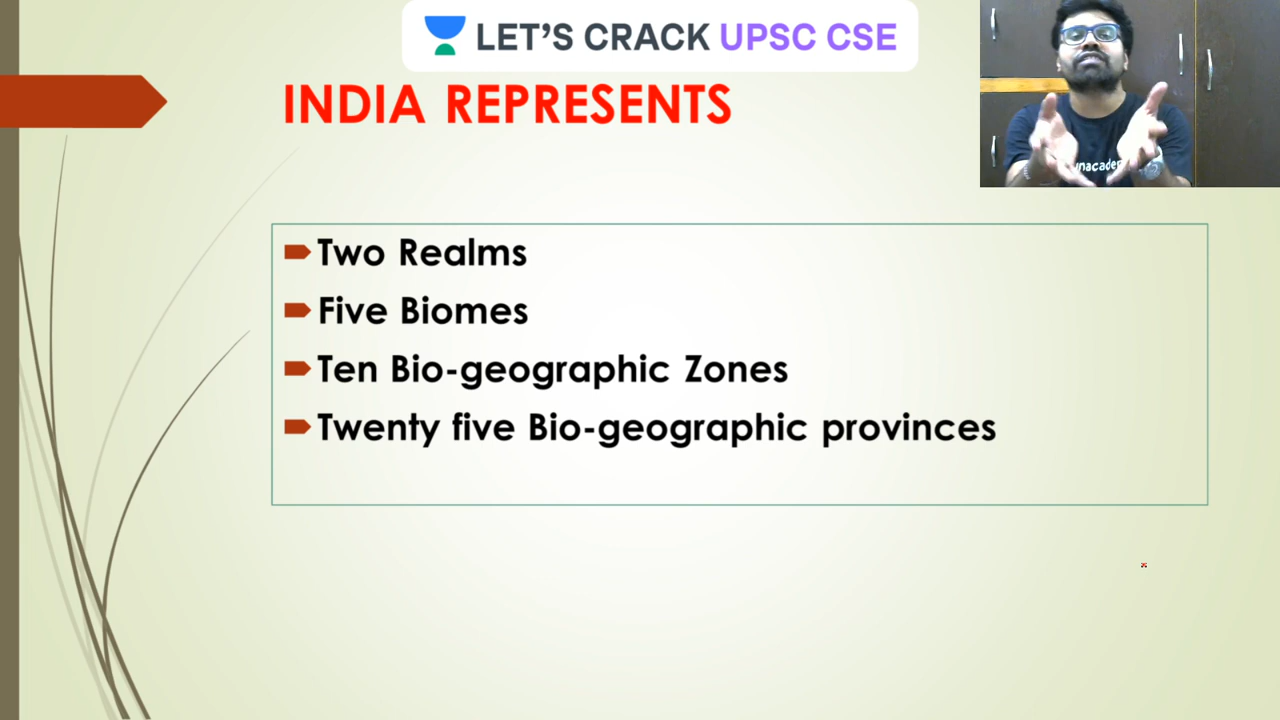 LET'S CRACK UPSC CSE
INDIA REPRESENTS
Two Realms
Five Biomes
Ten Bio-geographic Zones
Twenty five Bio-geographic provinces